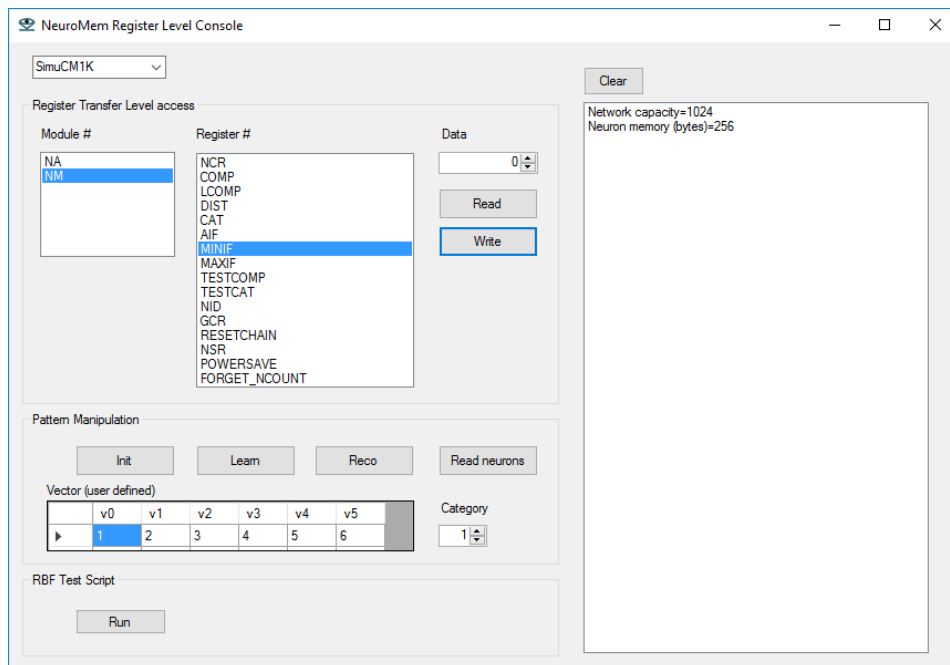 NeuroMem Register Level Console
SimuCM1K
Clear
Register Transfer Level access
Module #
Register #
Data
NA
NM
NCR
COMP
LCOMP
DIST
CAT
AIF
MINIF
MAXIF
TESTCOMP
TESTCAT
NID
GCR
RESETCHAIN
NSR
POWERSAVE
FORGET_NCOUNT
0
Read
Write
Network capacity=1024
Neuron memory (bytes)=256
Pattern Manipulation
Init
Learn
Reco
Read neurons
Vector (user defined)
v0 v1 v2 v3 v4 v5
1 2 3 4 5 6
Category
1
RBF Test Script
Run